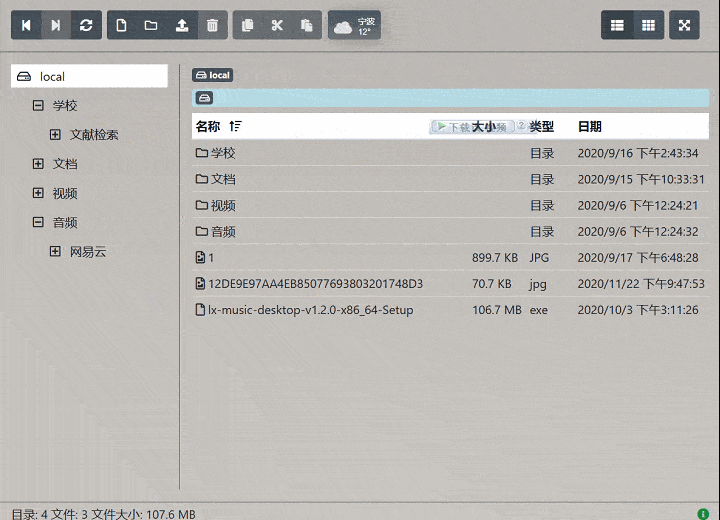 宁波
12°
local
学校
文献检索
文档
视频
音频
网易云
local
名称 大小 类型 日期
下载 频 ②
学校 目录 2020/9/16 下午2:43:34
文档 目录 2020/9/15 下午10:33:31
视频 目录 2020/9/6 下午12:24:21
音频 目录 2020/9/6 下午12:24:32
1 899.7 KB JPG 2020/9/17 下午6:48:28
12DE9E97AA4EB85077693803201748D3 70.7 KB jpg 2020/11/22 下午9:47:53
lx-music-desktop-v1.2.0-x86_64-Setup 106.7 MB exe 2020/10/3 下午3:11:26
目录: 4 文件: 3 文件大小: 107.6 MB